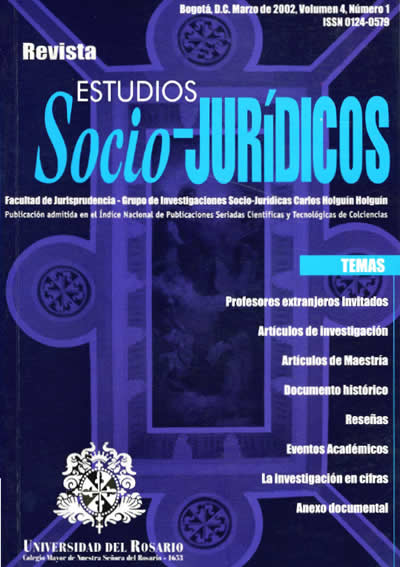 Bogotá, D.C. Marzo de 2002, Volumen 4, Número 1
ISSN 0124-0579
Revista
ESTUDIOS
Socio-JURÍDICOS
Facultad de Jurisprudencia - Grupo de Investigaciones Socio-Jurídicas Carlos Holguín Holguín
Publicación admitida en el Índice Nacional de Publicaciones Seriadas Científicas y Tecnológicas de Colciencias
TEMAS
Profesores extranjeros invitados
Artículos de Investigación
Artículos de Maestría
Documento histórico
Reseñas
Eventos Académicos
La Investigación en cifras
Anexo documental
UNIVERSIDAD DEL ROSARIO
Colegio Mayor de Nuestra Señora del Rosario - 1653